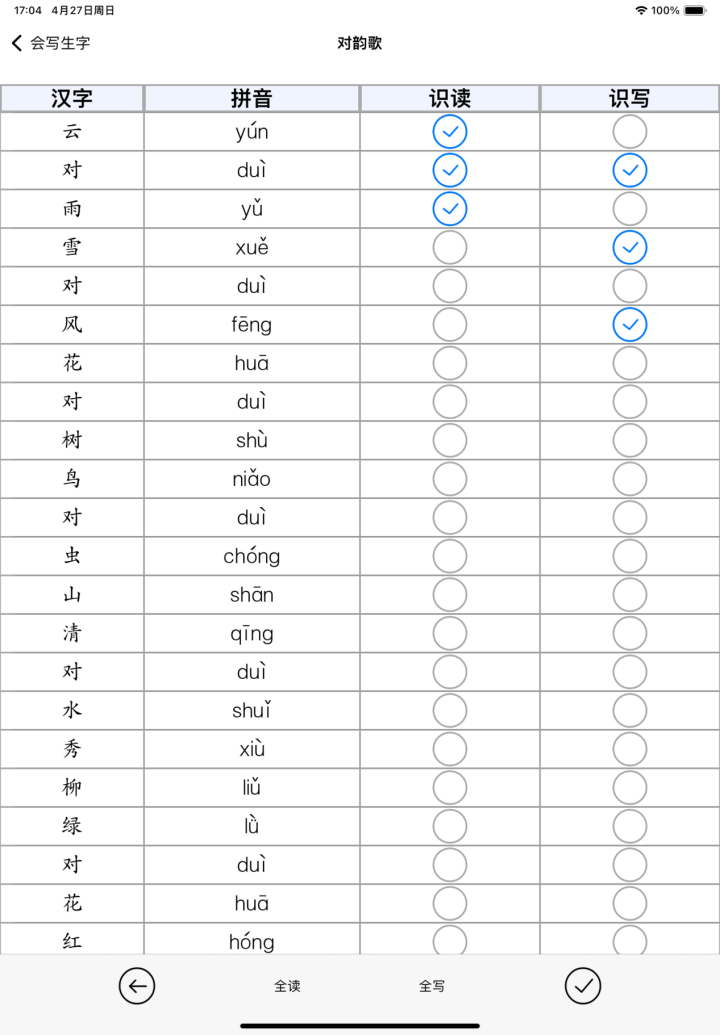 17:04 4月27日周日 100%
会写生字 对韵歌
汉字 拼音 识读 识写
云 yún
对 duì
雨 yǔ
雪 xuě
对 duì
风 fēng
花 huā
对 duì
树 shù
鸟 niǎo
对 duì
虫 chóng
山 shān
清 qīng
对 duì
水 shuǐ
秀 xiù
柳 liǔ
绿 lǜ
对 duì
花 huā
红 hóng
全读 全写